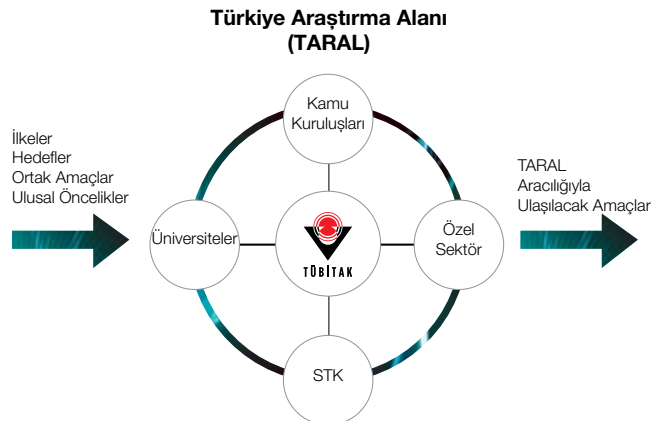 Türkiye Araştırma Alanı
(TARAL)
Kamu
Kuruluşları
İlkeler
Hedefler
Ortak Amaçlar
Ulusal Öncelikler
TARAL
Aracılığıyla
Ulaşılacak Amaçlar
Üniversiteler
TÜBİTAK
Özel
Sektör
STK